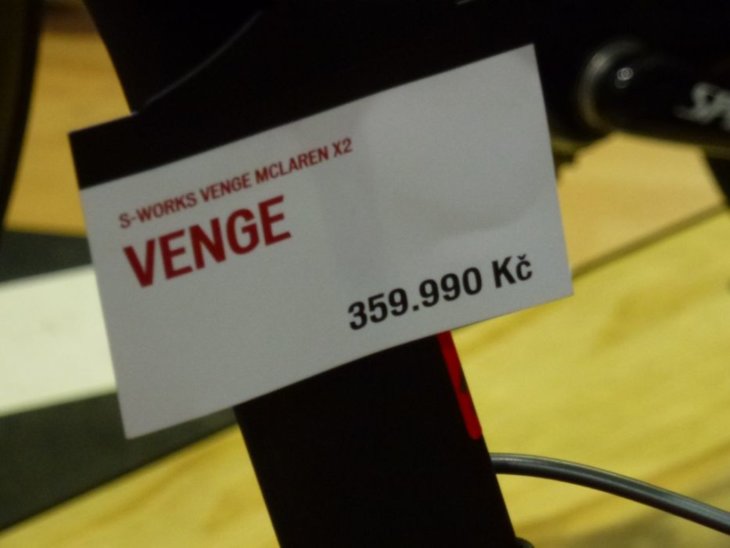 S-WORKS VENGE MCLAREN X2
VENGE
359.990 Kč